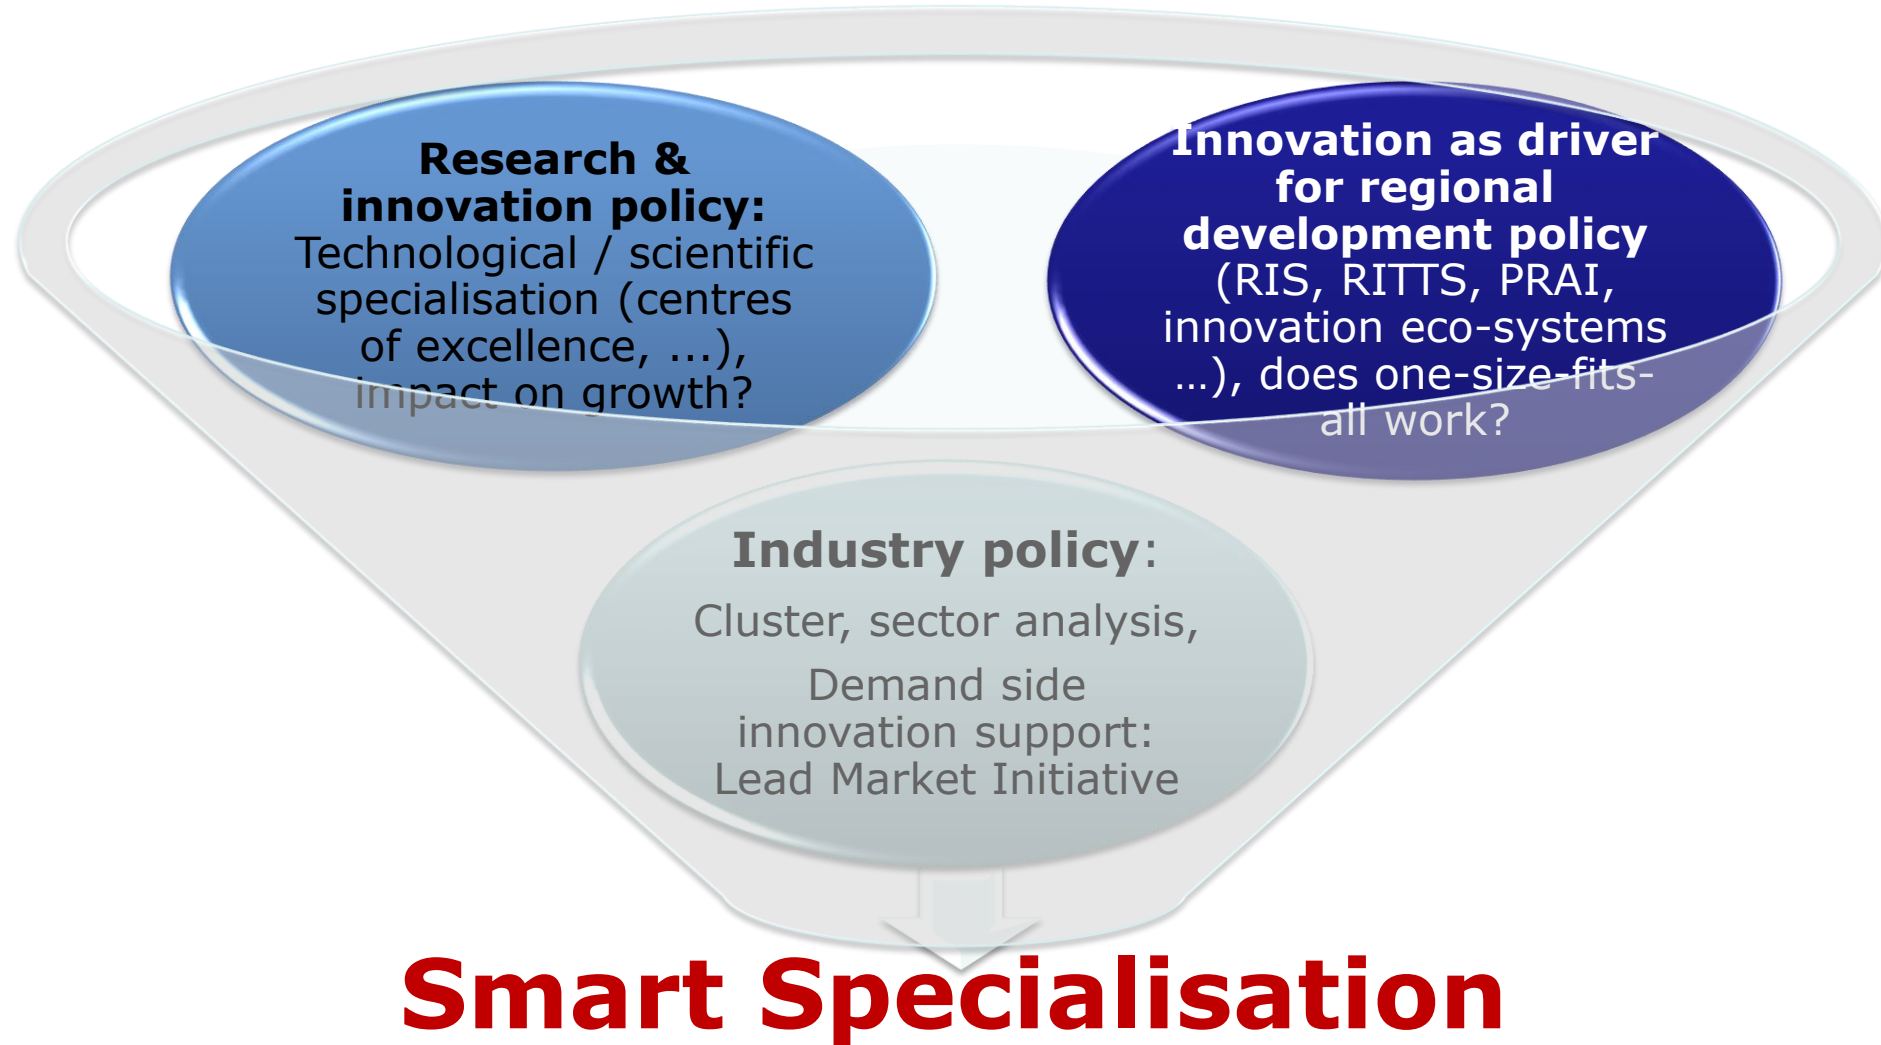 Research &
innovation policy:
Technological / scientific
specialisation (centres
of excellence, ...),
impact on growth?
Innovation as driver
for regional
development policy
(RIS, RITTS, PRAI,
innovation eco-systems
...), does one-size-fits-
all work?
Industry policy:
Cluster, sector analysis,
Demand side
innovation support:
Lead Market Initiative
Smart Specialisation